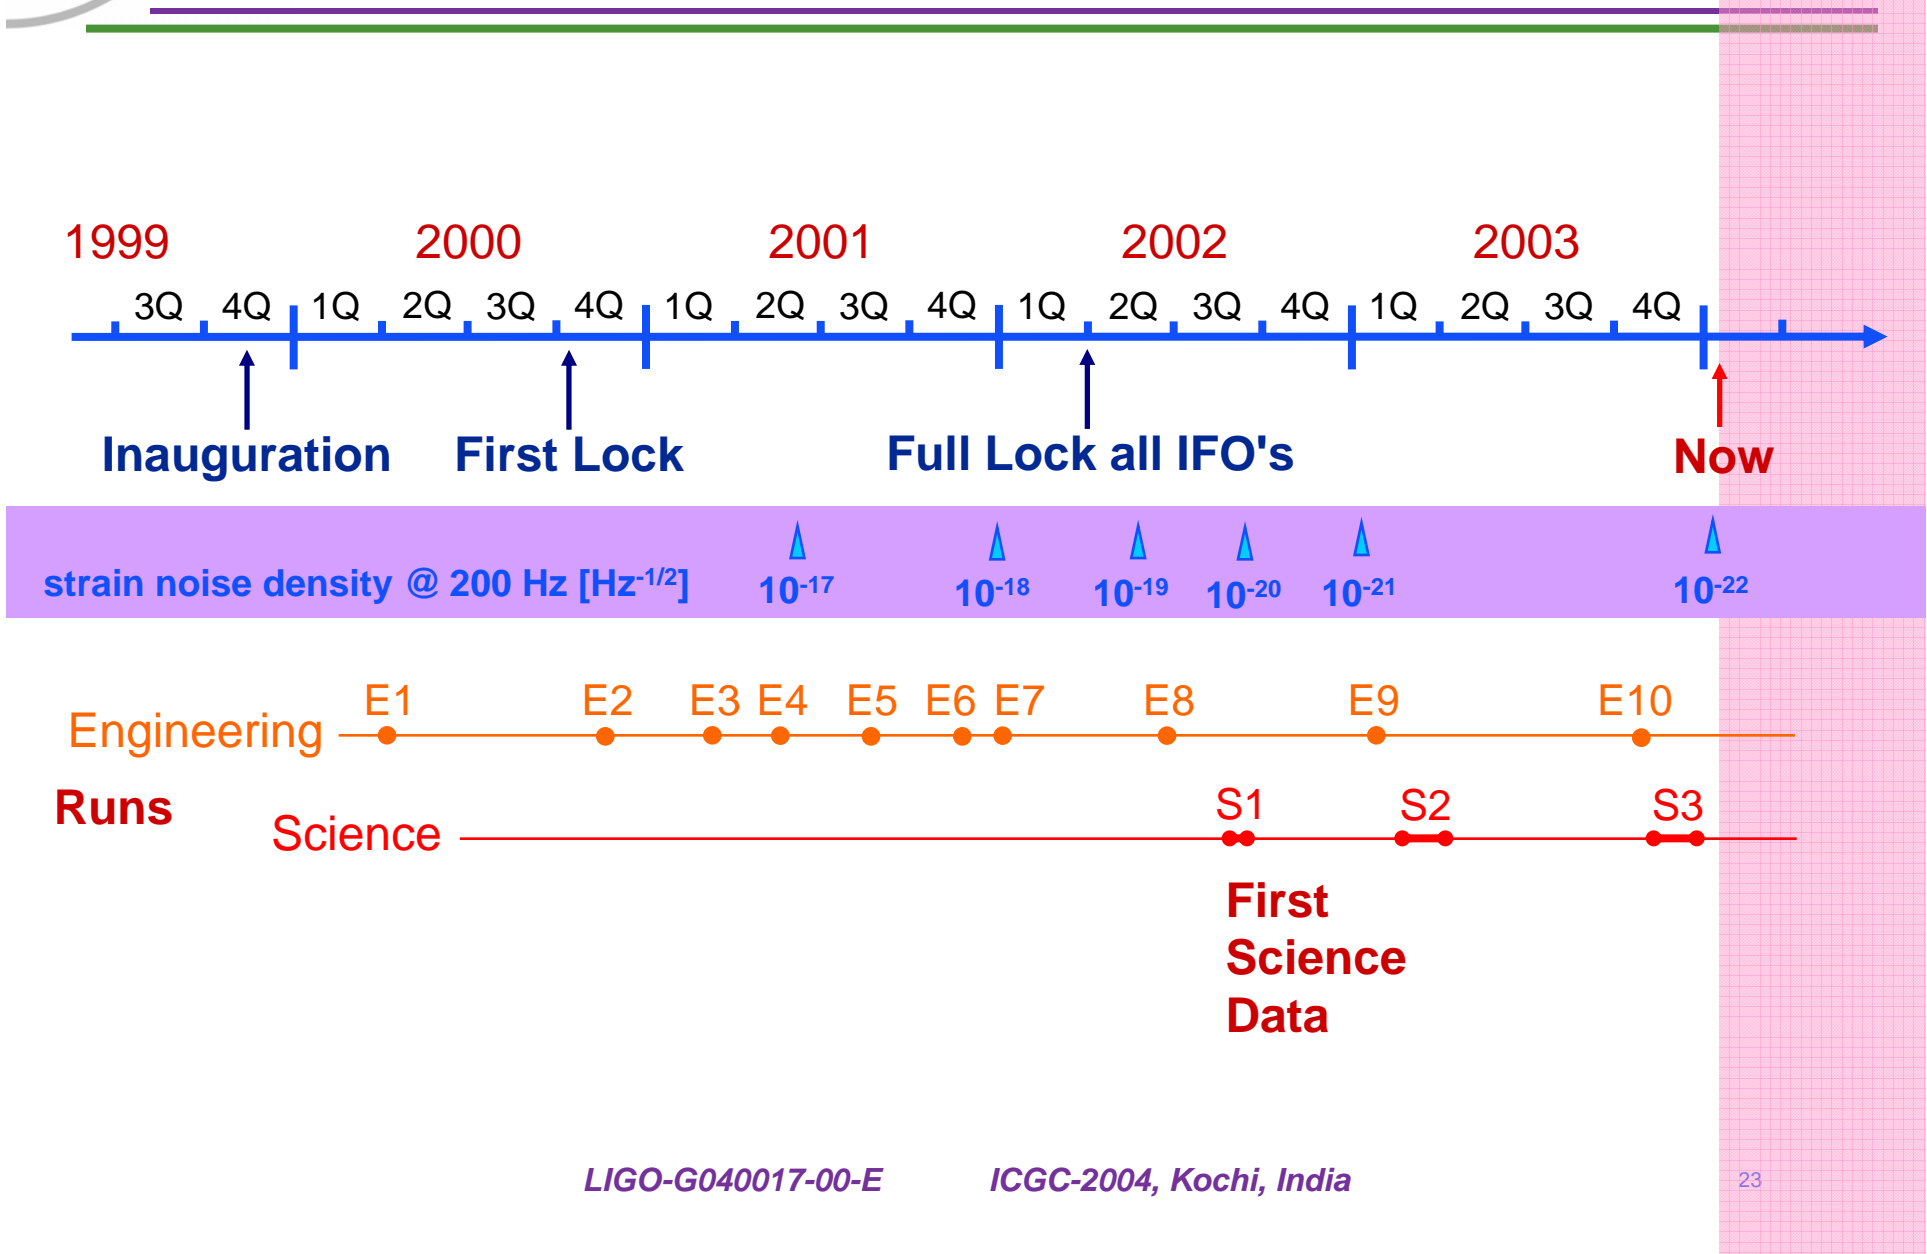 1999 2000 2001 2002 2003
3Q 4Q 1Q 2Q 3Q 4Q 1Q 2Q 3Q 4Q 1Q 2Q 3Q 4Q 1Q 2Q 3Q 4Q
Inauguration First Lock Full Lock all IFO's Now
strain noise density @ 200 Hz [Hz-1/2] 10-17 10-18 10-19 10-20 10-21 10-22
E1 E2 E3 E4 E5 E6 E7 E8 E9 E10
Engineering
Runs
S1 S2 S3
Science
First
Science
Data
LIGO-G040017-00-E ICGC-2004, Kochi, India 23